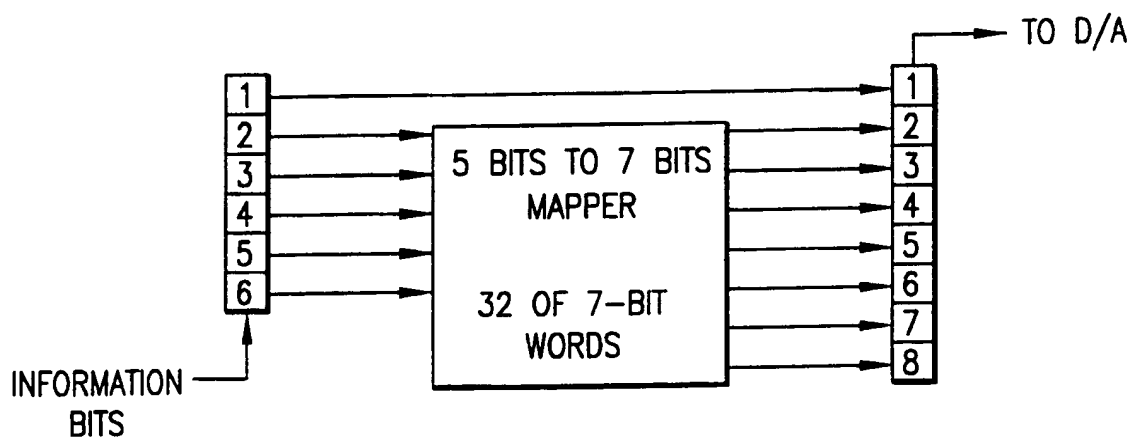 TO D/A
1
2
3
4
5
6
5 BITS TO 7 BITS
MAPPER
32 OF 7-BIT
WORDS
1
2
3
4
5
6
7
8
INFORMATION
BITS